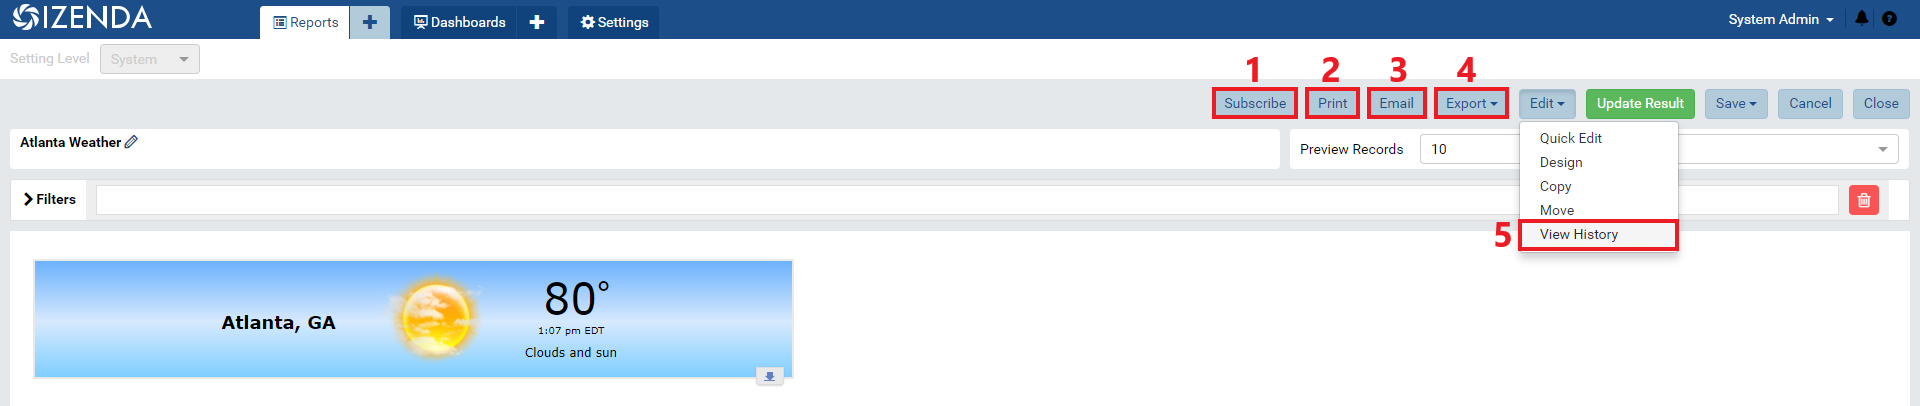 IZENDA
Reports
Dashboards
Settings
System Admin
Setting Level
System
1 2 3 4
Subscribe Print Email Export Edit Update Result Save Cancel Close
Atlanta Weather
Preview Records 10
Quick Edit
Design
Copy
Move
5 View History
Filters
Atlanta, GA
80°
1:07 pm EDT
Clouds and sun